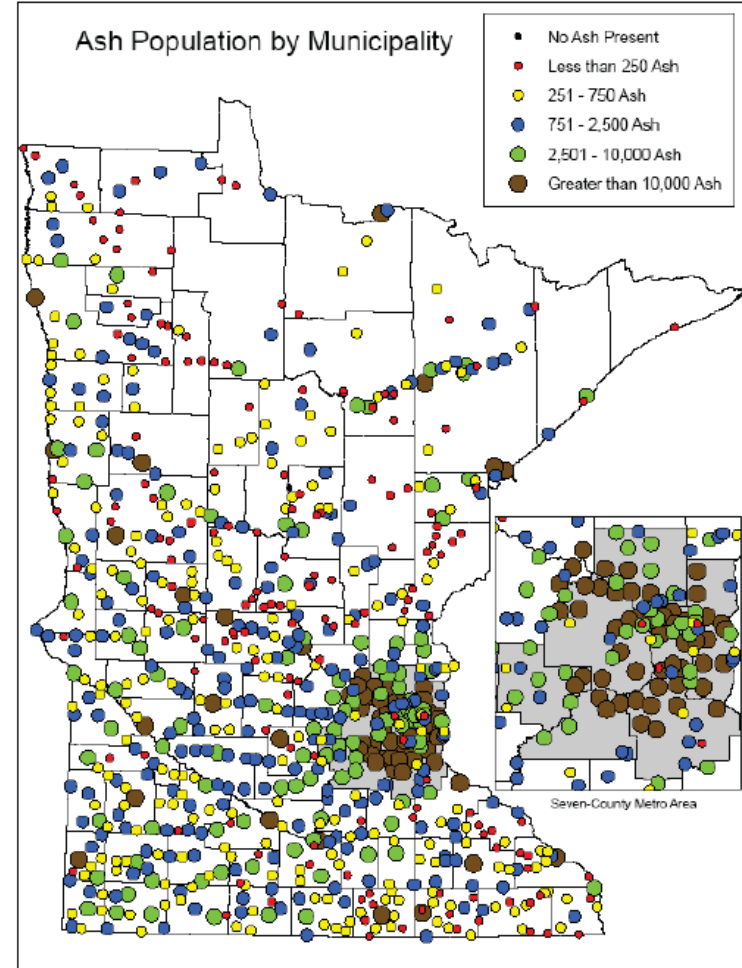 Ash Population by Municipality
No Ash Present
Less than 250 Ash
251 - 750 Ash
751 - 2,500 Ash
2,501 - 10,000 Ash
Greater than 10,000 Ash
Seven-County Metro Area